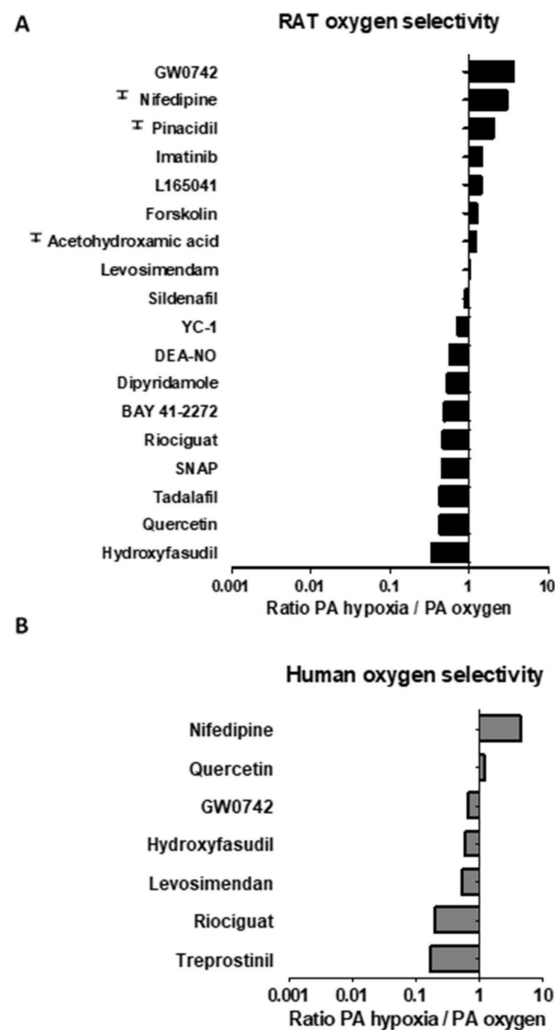 A
RAT oxygen selectivity
GW0742
Nifedipine
Pinacidil
Imatinib
L165041
Forskolin
Acetohydroxamic acid
Levosimendam
Sildenafil
YC-1
DEA-NO
Dipyridamole
BAY 41-2272
Riociguat
SNAP
Tadalafil
Quercetin
Hydroxyfasudil
0.001 0.01 0.1 1 10
Ratio PA hypoxia / PA oxygen
B
Human oxygen selectivity
Nifedipine
Quercetin
GW0742
Hydroxyfasudil
Levosimendan
Riociguat
Treprostinil
0.001 0.01 0.1 1 10
Ratio PA hypoxia / PA oxygen